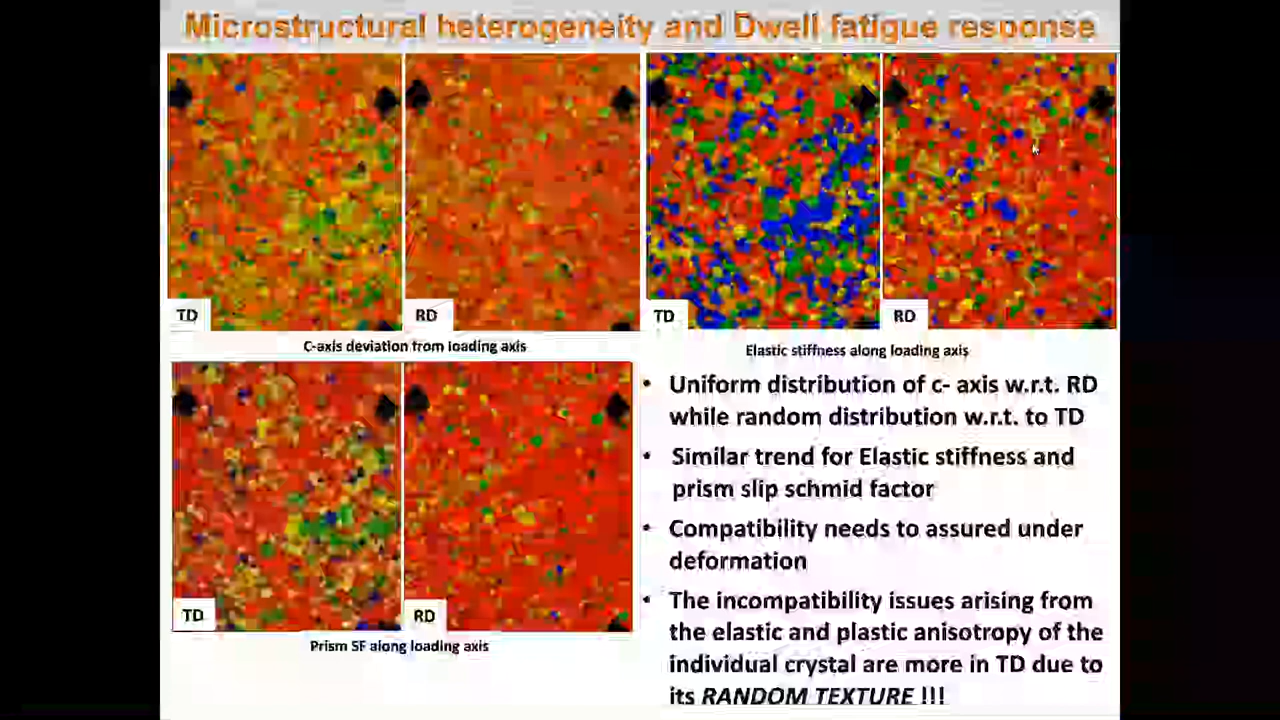 Microstructural heterogeneity and Dwell fatigue response
TD
RD
TD
RD
C-axis deviation from loading axis
Elastic stiffness along loading axis
TD
RD
Prism SF along loading axis
• Uniform distribution of c- axis w.r.t. RD
while random distribution w.r.t. to TD
• Similar trend for Elastic stiffness and
prism slip schmid factor
• Compatibility needs to assured under
deformation
• The incompatibility issues arising from
the elastic and plastic anisotropy of the
individual crystal are more in TD due to
its RANDOM TEXTURE !!!